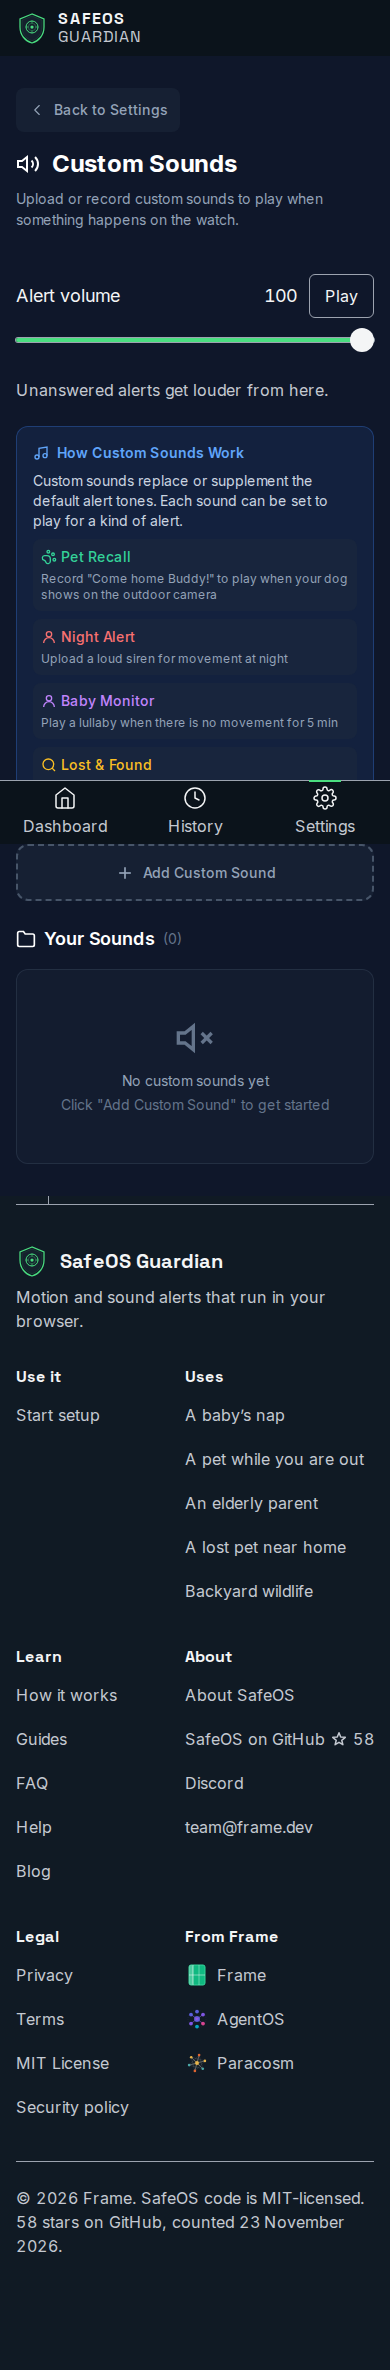 SAFEOS
GUARDIAN
Back to Settings
Custom Sounds
Upload or record custom sounds to play when
something happens on the watch.
Alert volume 100 Play
Unanswered alerts get louder from here.
How Custom Sounds Work
Custom sounds replace or supplement the
default alert tones. Each sound can be set to
play for a kind of alert.
Pet Recall
Record "Come home Buddy!" to play when your dog
shows on the outdoor camera
Night Alert
Upload a loud siren for movement at night
Baby Monitor
Play a lullaby when there is no movement for 5 min
Lost & Found
Dashboard History Settings
Add Custom Sound
Your Sounds (0)
No custom sounds yet
Click "Add Custom Sound" to get started
SafeOS Guardian
Motion and sound alerts that run in your
browser.
Use it
Start setup
Uses
A baby’s nap
A pet while you are out
An elderly parent
A lost pet near home
Backyard wildlife
Learn
How it works
Guides
FAQ
Help
Blog
About
About SafeOS
SafeOS on GitHub ☆ 58
Discord
team@frame.dev
Legal
Privacy
Terms
MIT License
Security policy
From Frame
Frame
AgentOS
Paracosm
© 2026 Frame. SafeOS code is MIT-licensed.
58 stars on GitHub, counted 23 November
2026.